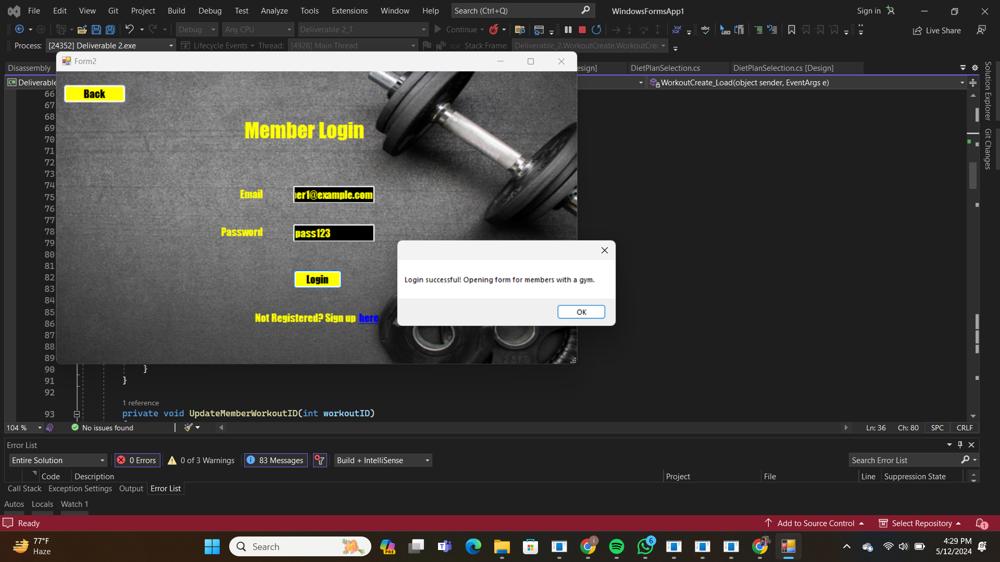 File Edit View Git Project Build Debug Test Analyze Tools Extensions Window Help Search (Ctrl+Q) WindowsFormsApp1 Sign in
Debug Any CPU Deliverable 2_T Continue Live Share
Process: [24352] Deliverable 2.exe Lifecycle Events Thread: [4928] Main Thread Stack Frame: Deliverable_2.WorkoutCreate.WorkoutCre
Form2
Disassembly esign] DietPlanSelection.cs DietPlanSelection.cs [Design]
C# Deliverable WorkoutCreate_Load(object sender, EventArgs e)
Solution Explorer
Git Changes
Back
Member Login
Email er1@example.com
Password pass123
Login
Not Registered? Sign up here
2.5KG
Login successful! Opening form for members with a gym.
OK
66
67
68
69
70
71
72
73
74
75
76
77
78
79
80
81
82
83
84
85
86
87
88
89
90 }
91 }
92
1 reference
93 private void UpdateMemberWorkoutID(int workoutID)
104 % No issues found Ln: 36 Ch: 80 SPC CRLF
Error List
Entire Solution 0 Errors 0 of 3 Warnings 83 Messages Build + IntelliSense Search Error List
Code Description Project File Line Suppression State
Call Stack Exception Settings Output Error List
Autos Locals Watch 1
Ready Add to Source Control Select Repository 1
77°F
Haze
Search
PRE
6
4:29 PM
5/12/2024